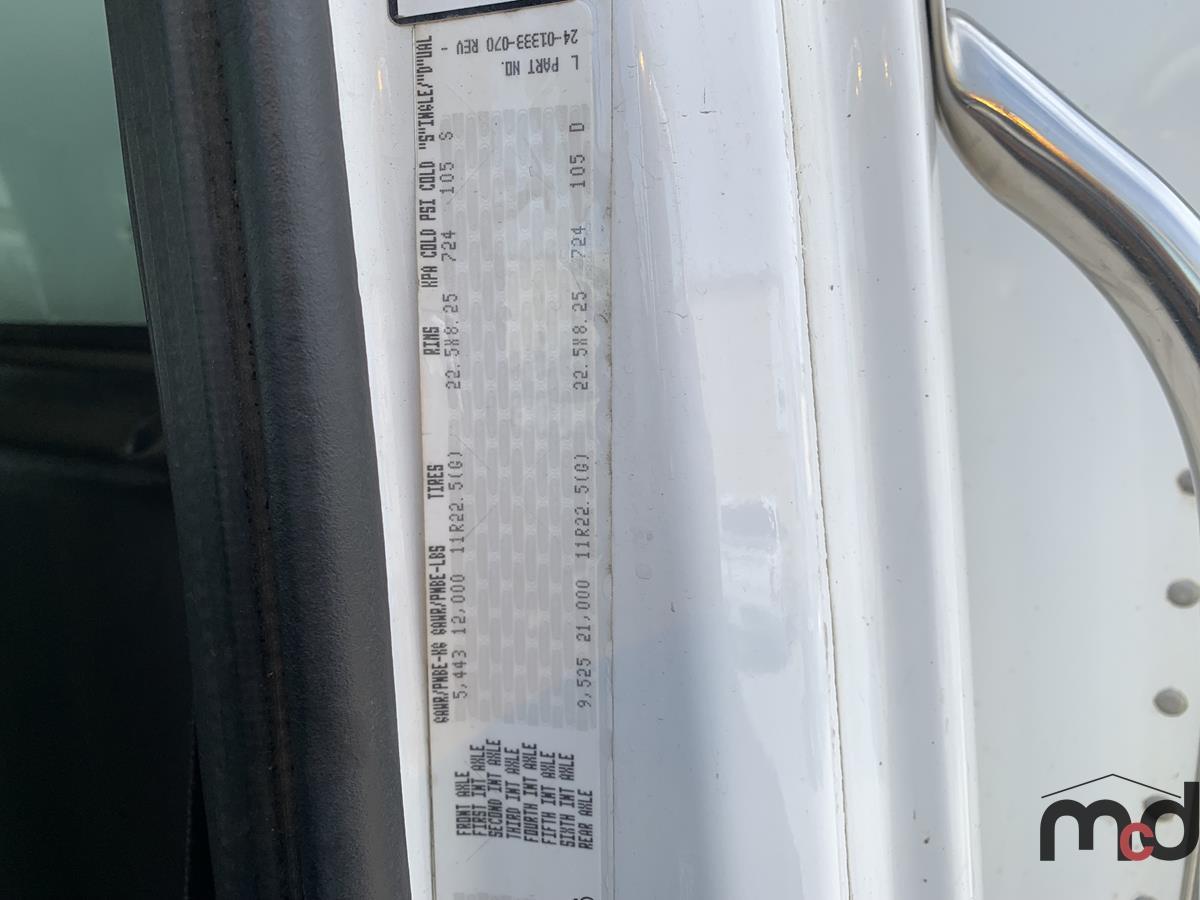 GAWR/PNBE-KG GAWR/PNBE-LBS TIRES RIMS KPA COLD PSI COLD "S"INGLE/"D"UAL
FRONT AXLE 5,443 12,000 11R22.5(G) 22.5X8.25 724 105 S
FIRST INT AXLE
SECOND INT AXLE
THIRD INT AXLE
FOURTH INT AXLE
FIFTH INT AXLE
SIXTH INT AXLE
REAR AXLE 9,525 21,000 11R22.5(G) 22.5X8.25 724 105 D
L PART NO.
24-01333-070 REV -
mcd